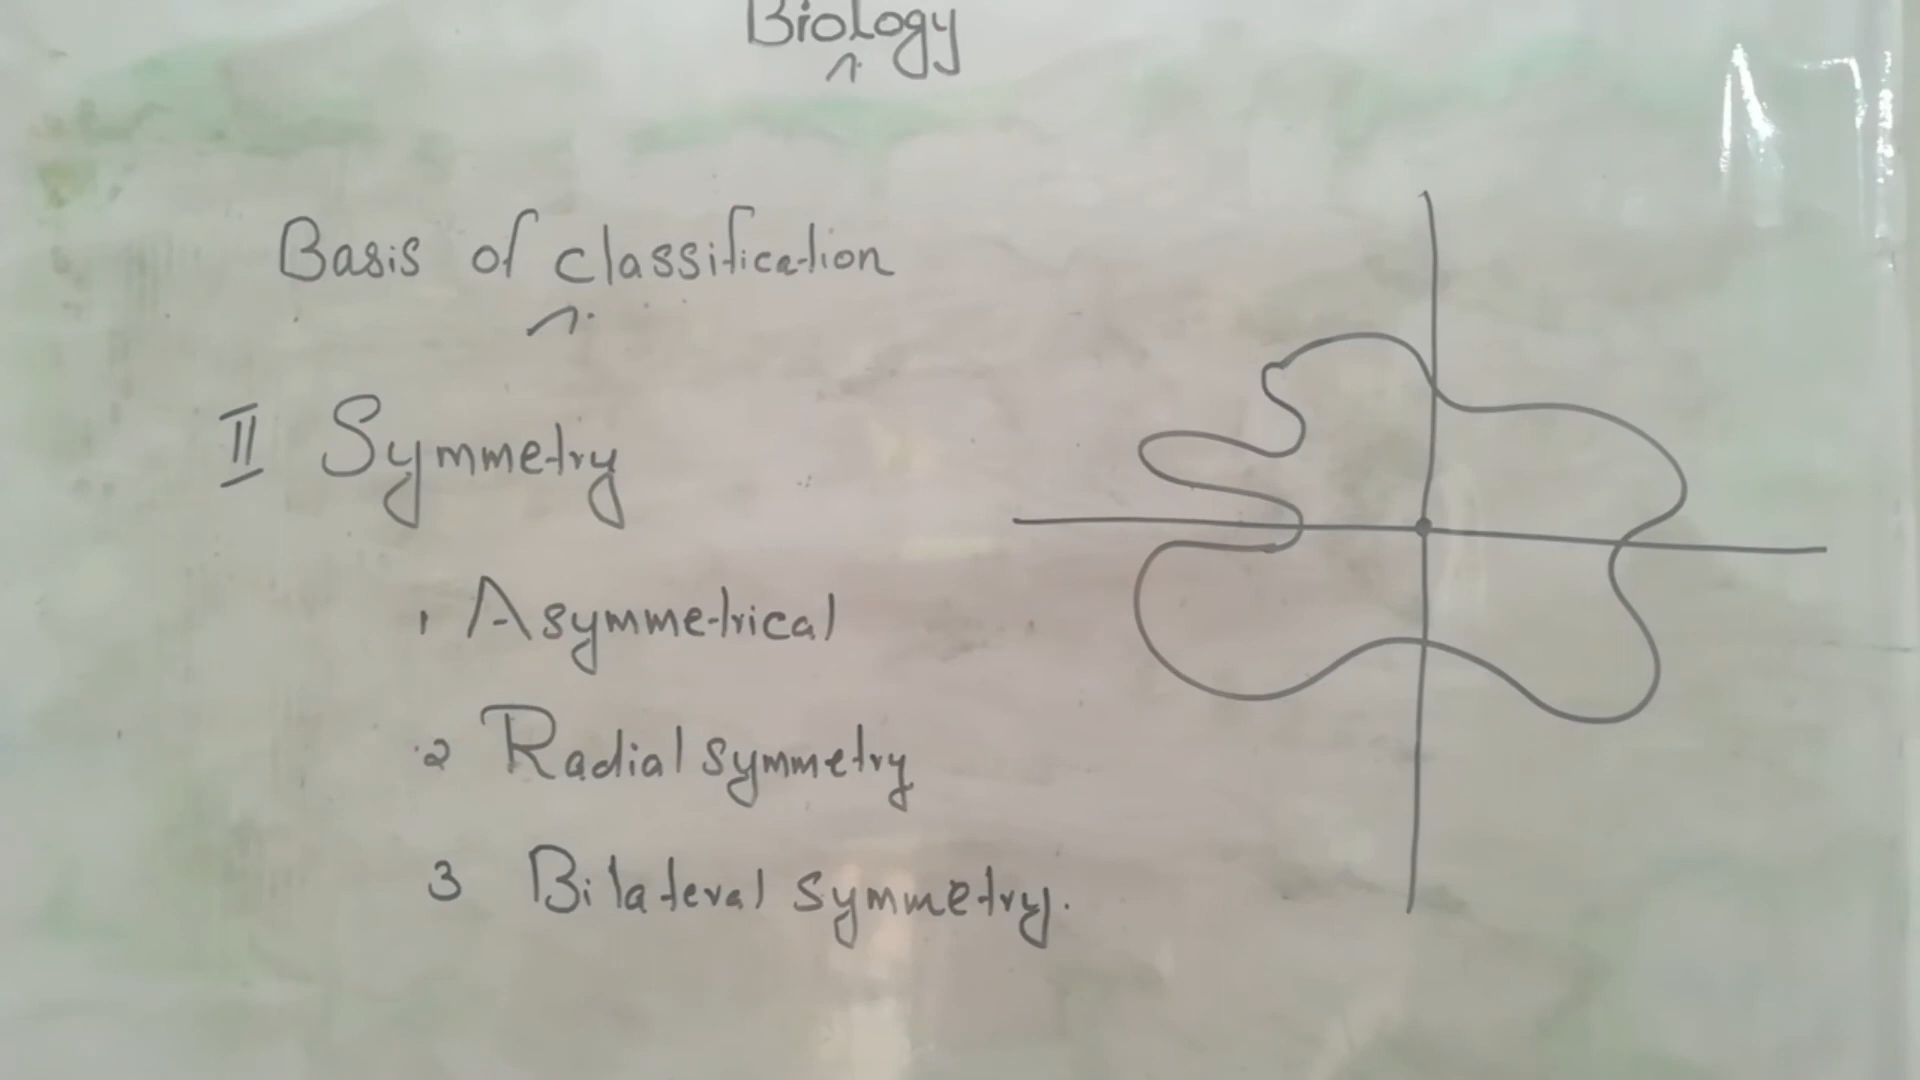 Biology
Basis of classification
II Symmetry
1 Asymmetrical
2 Radial symmetry
3 Bilateral symmetry.